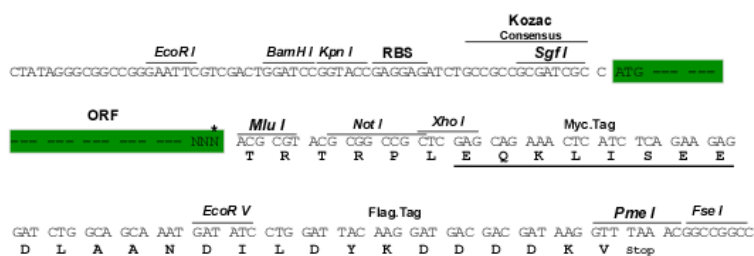 Kozac
Consensus
EcoR I BamH I Kpn I RBS Sgf I
CTATAGGGCGGCCGGGAATTCGTCGACTGGATCCGGTACCGAGGAGATCTGCCGCCGCGATCGC C ATG --- ---
ORF Mlu I Not I Xho I Myc.Tag
*
--- --- --- --- --- --- NNN ACG CGT ACG CGG CCG CTC GAG CAG AAA CTC ATC TCA GAA GAG
T R T R P L E Q K L I S E E
EcoR V Flag.Tag Pme I Fse I
GAT CTG GCA GCA AAT GAT ATC CTG GAT TAC AAG GAT GAC GAC GAT AAG GTT TAA ACGGCCGGCC
D L A A N D I L D Y K D D D D K V Stop